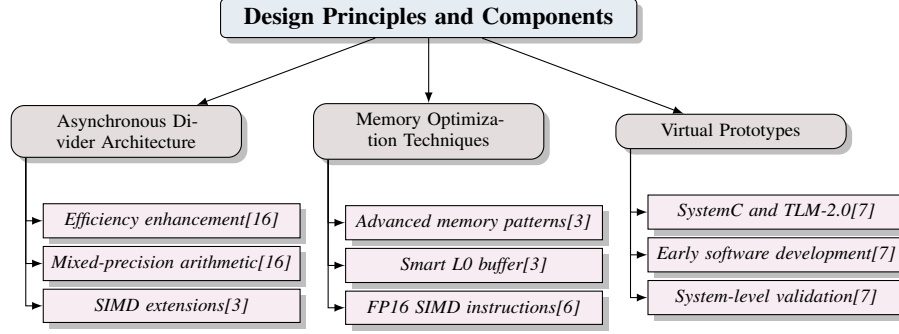 Design Principles and Components
Asynchronous Di-
vider Architecture
Efficiency enhancement[16]
Mixed-precision arithmetic[16]
SIMD extensions[3]
Memory Optimiza-
tion Techniques
Advanced memory patterns[3]
Smart L0 buffer[3]
FP16 SIMD instructions[6]
Virtual Prototypes
SystemC and TLM-2.0[7]
Early software development[7]
System-level validation[7]